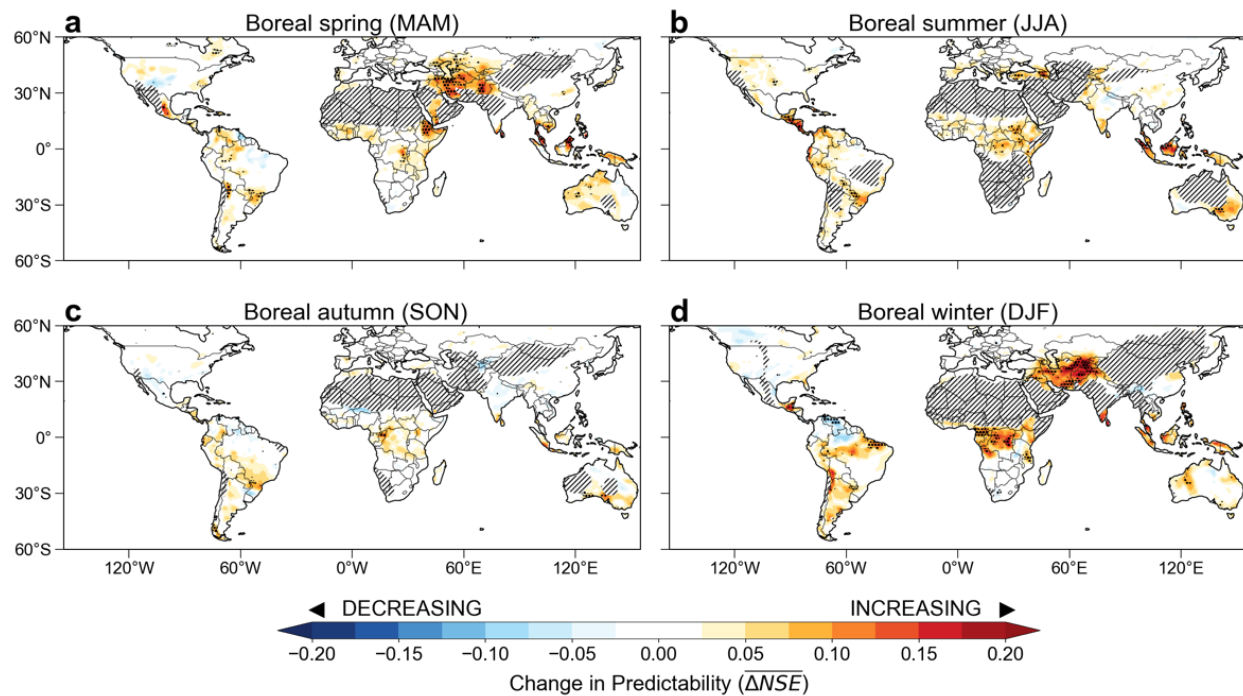 a Boreal spring (MAM)
b Boreal summer (JJA)
60°N
30°N
0°
30°S
60°S
c Boreal autumn (SON)
d Boreal winter (DJF)
60°N
30°N
0°
30°S
60°S
120°W 60°W 0°W 60°E 120°E
120°W 60°W 0°W 60°E 120°E
◄ DECREASING INCREASING ►
−0.20 −0.15 −0.10 −0.05 0.00 0.05 0.10 0.15 0.20
Change in Predictability (\overline{ΔNSE})